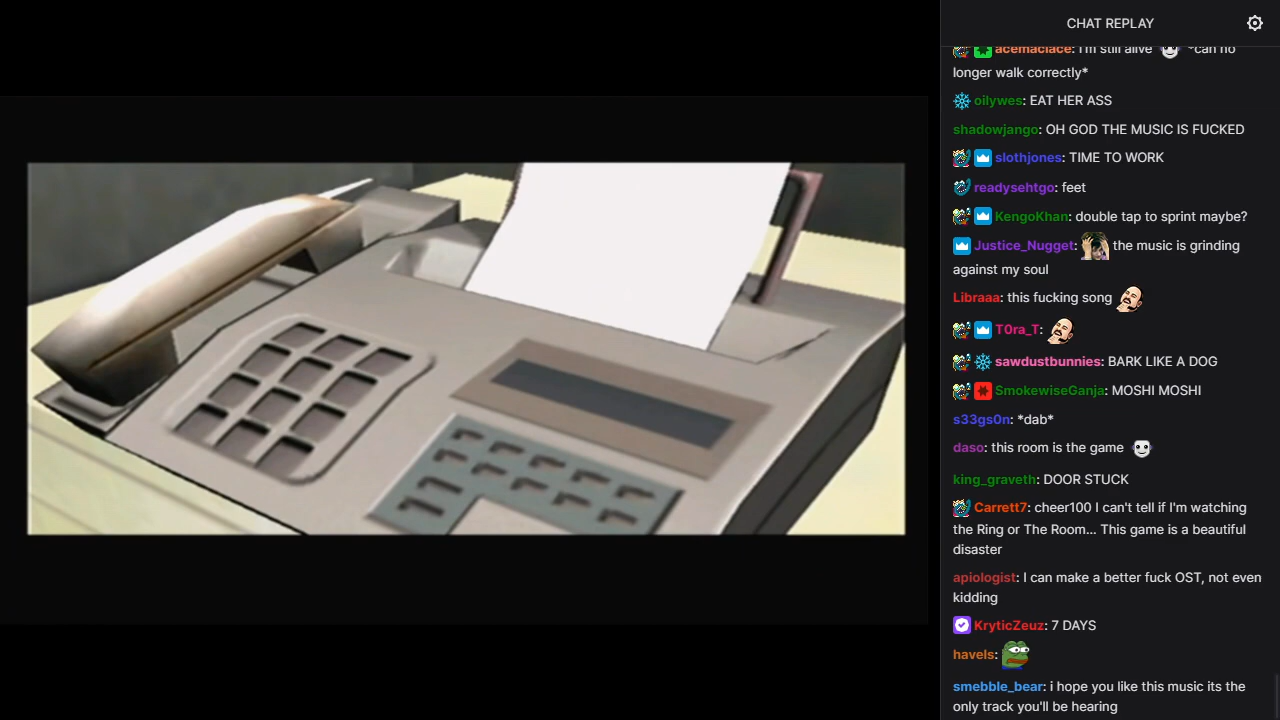 CHAT REPLAY
acemaclace: I'm still alive *can no
longer walk correctly*
oilywes: EAT HER ASS
shadowjango: OH GOD THE MUSIC IS FUCKED
slothjones: TIME TO WORK
readysehtgo: feet
KengoKhan: double tap to sprint maybe?
Justice_Nugget: the music is grinding
against my soul
Libraaa: this fucking song
T0ra_T:
sawdustbunnies: BARK LIKE A DOG
SmokewiseGanja: MOSHI MOSHI
s33gs0n: *dab*
daso: this room is the game
king_graveth: DOOR STUCK
Carrett7: cheer100 I can't tell if I'm watching
the Ring or The Room... This game is a beautiful
disaster
apiologist: I can make a better fuck OST, not even
kidding
KryticZeuz: 7 DAYS
havels:
smebble_bear: i hope you like this music its the
only track you'll be hearing